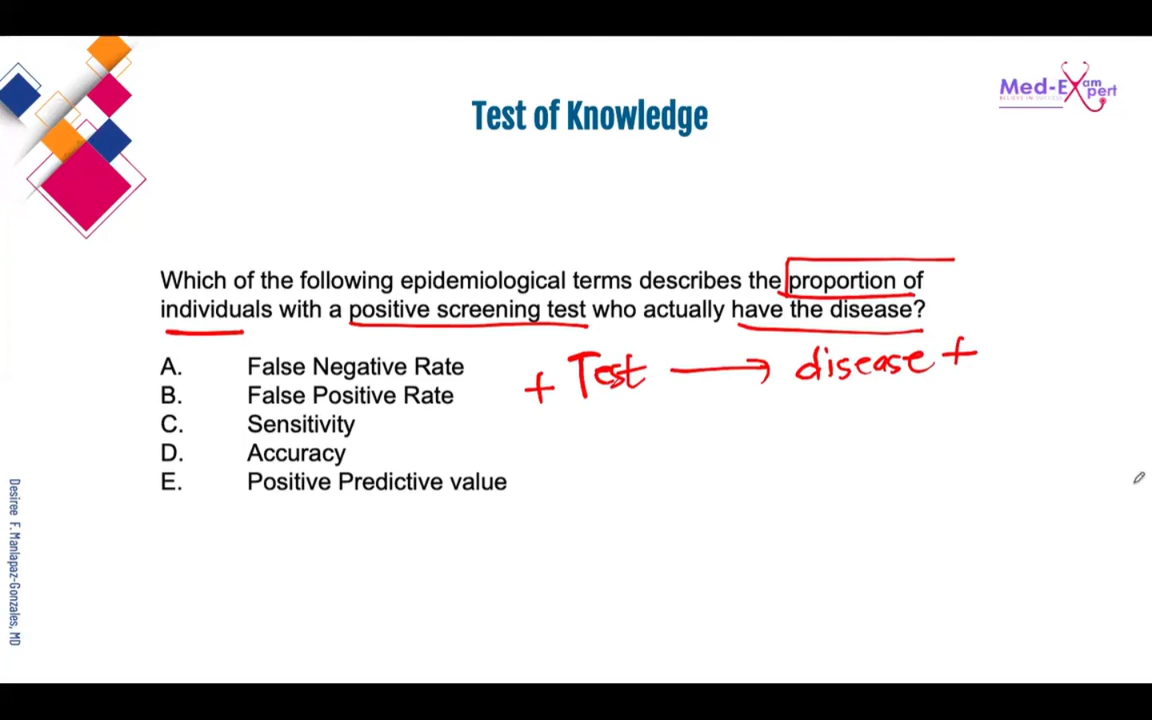 Med-Exam
pert
Test of Knowledge
Which of the following epidemiological terms describes the proportion of
individuals with a positive screening test who actually have the disease?
+ Test → disease +
A. False Negative Rate
B. False Positive Rate
C. Sensitivity
D. Accuracy
E. Positive Predictive value
Desiree F. Manlapaz-Gonzales, MD